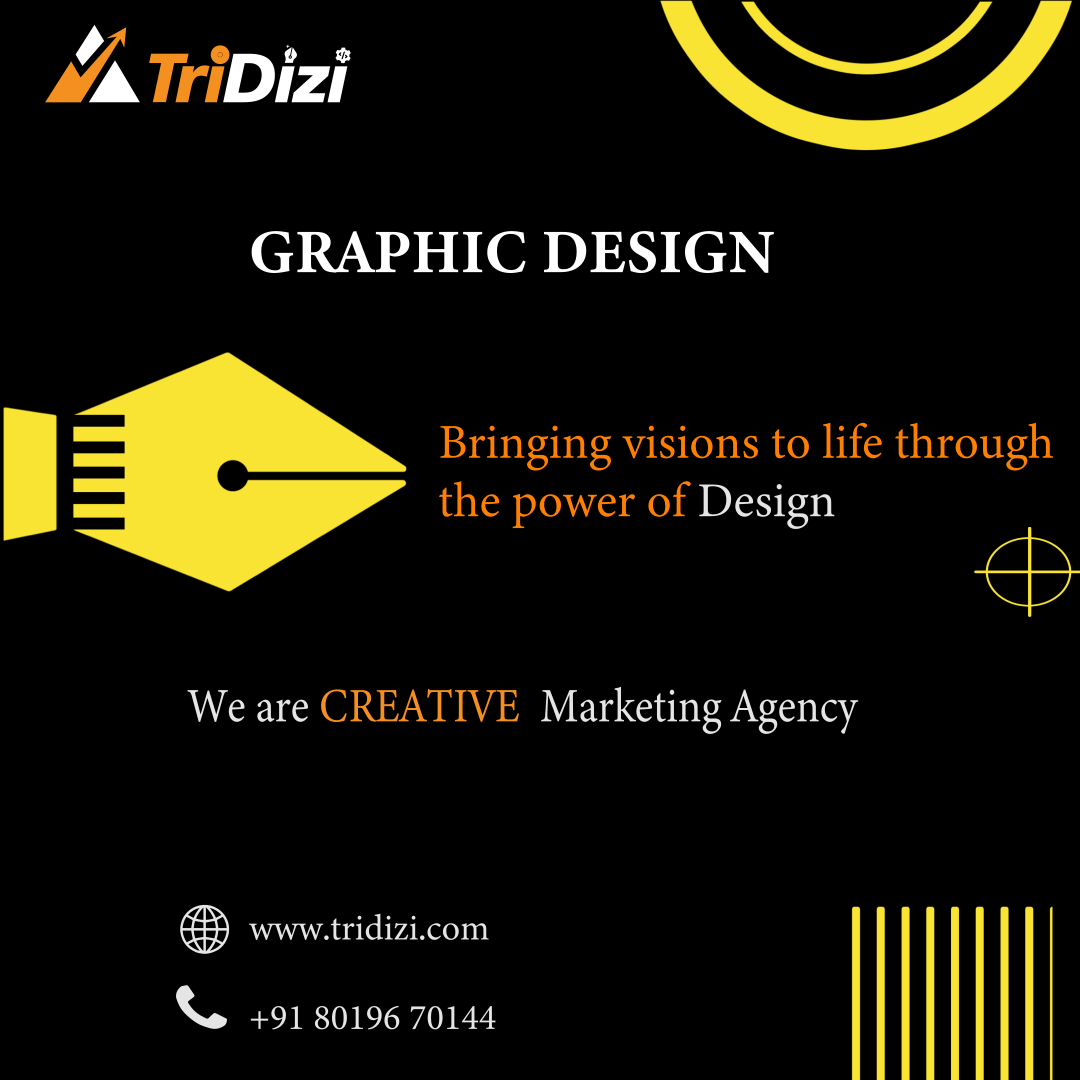 TriDizi
GRAPHIC DESIGN
Bringing visions to life through
the power of Design
We are CREATIVE Marketing Agency
www.tridizi.com
+91 80196 70144